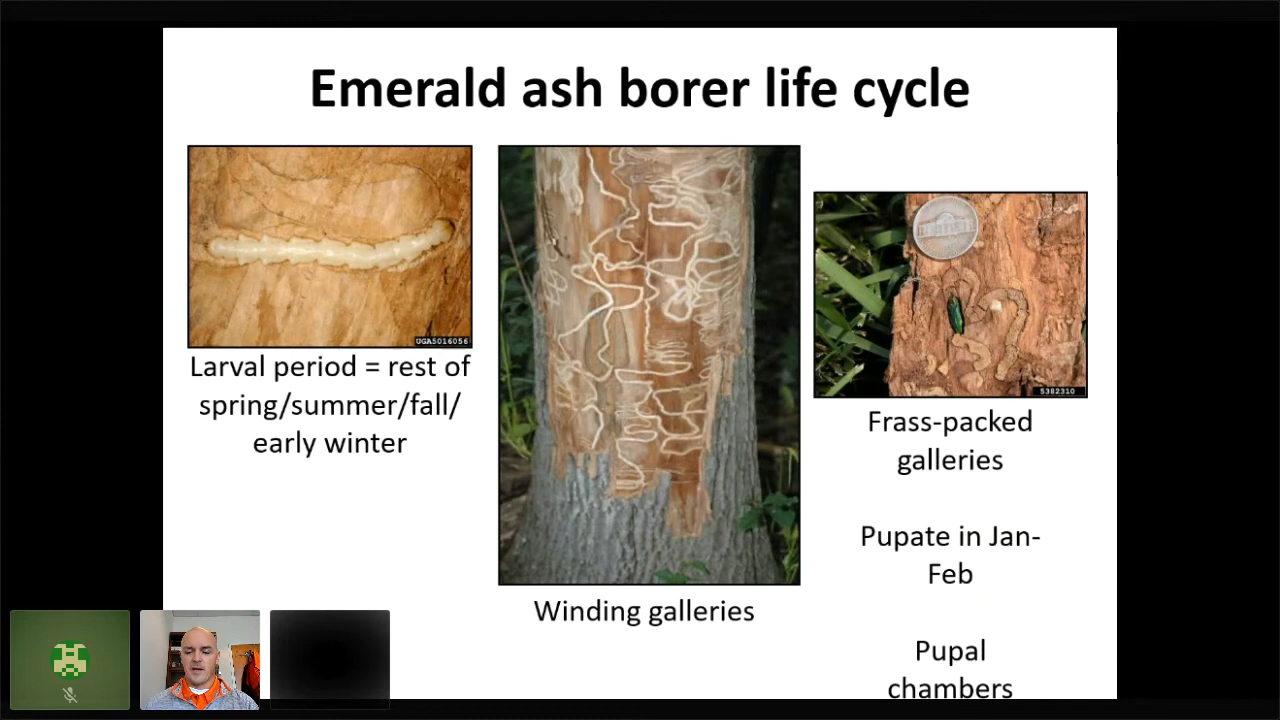 Emerald ash borer life cycle
UGA5016056
Larval period = rest of
spring/summer/fall/
early winter
Winding galleries
5382310
Frass-packed
galleries
Pupate in Jan-
Feb
Pupal
chambers